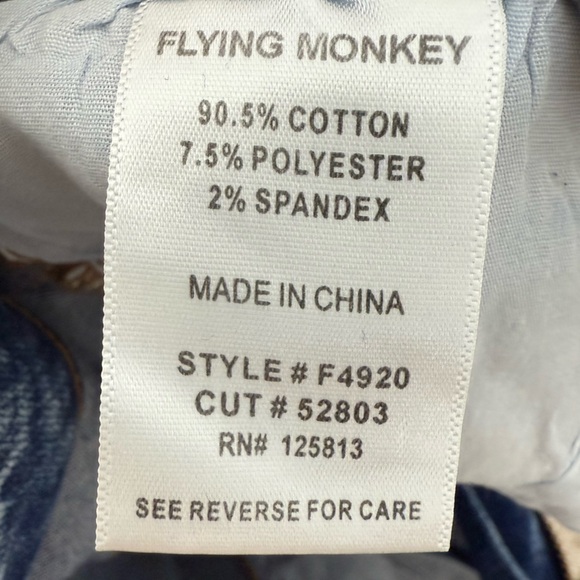 FLYING MONKEY
90.5% COTTON
7.5% POLYESTER
2% SPANDEX
MADE IN CHINA
STYLE # F4920
CUT # 52803
RN# 125813
SEE REVERSE FOR CARE